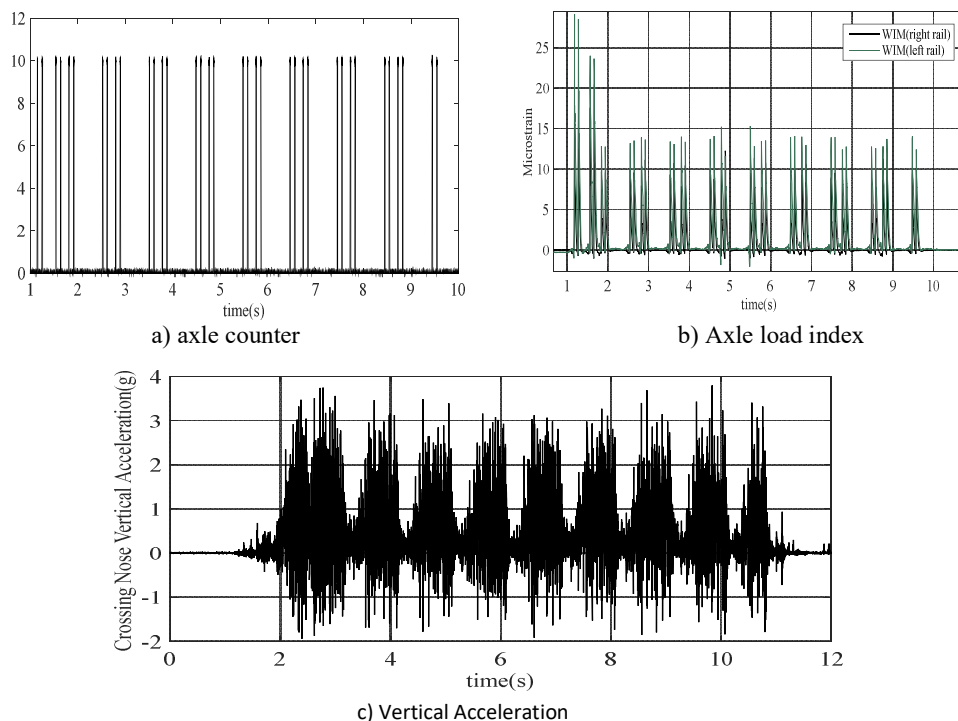 12
10
8
6
4
2
0
1 2 3 4 5 6 7 8 9 10
time(s)
a) axle counter
WIM(right rail)
WIM(left rail)
Microstrain
25
20
15
10
5
0
1 2 3 4 5 6 7 8 9 10
time(s)
b) Axle load index
Crossing Nose Vertical Acceleration(g)
4
3
2
1
0
-1
-2
0 2 4 6 8 10 12
time(s)
c) Vertical Acceleration